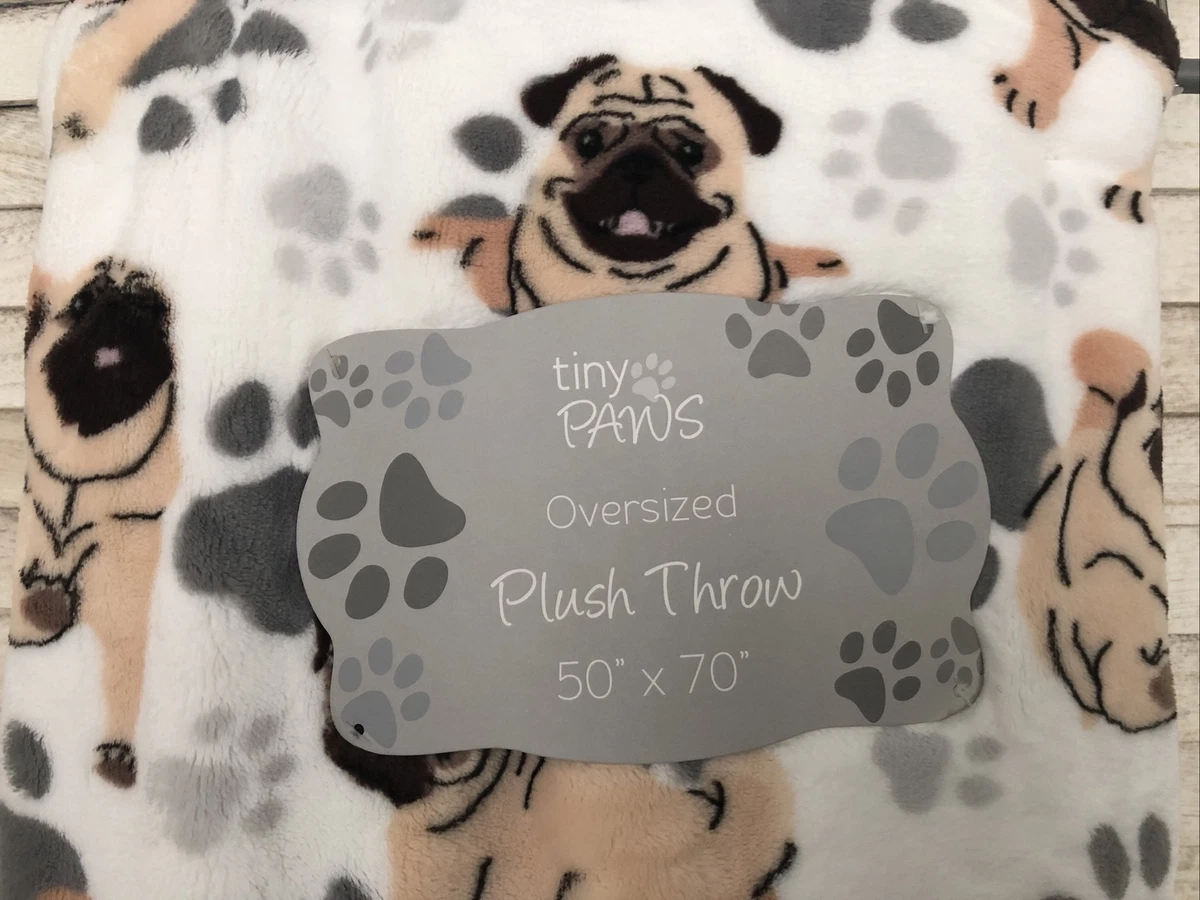 tiny
PAWS
Oversized
Plush Throw
50” x 70”